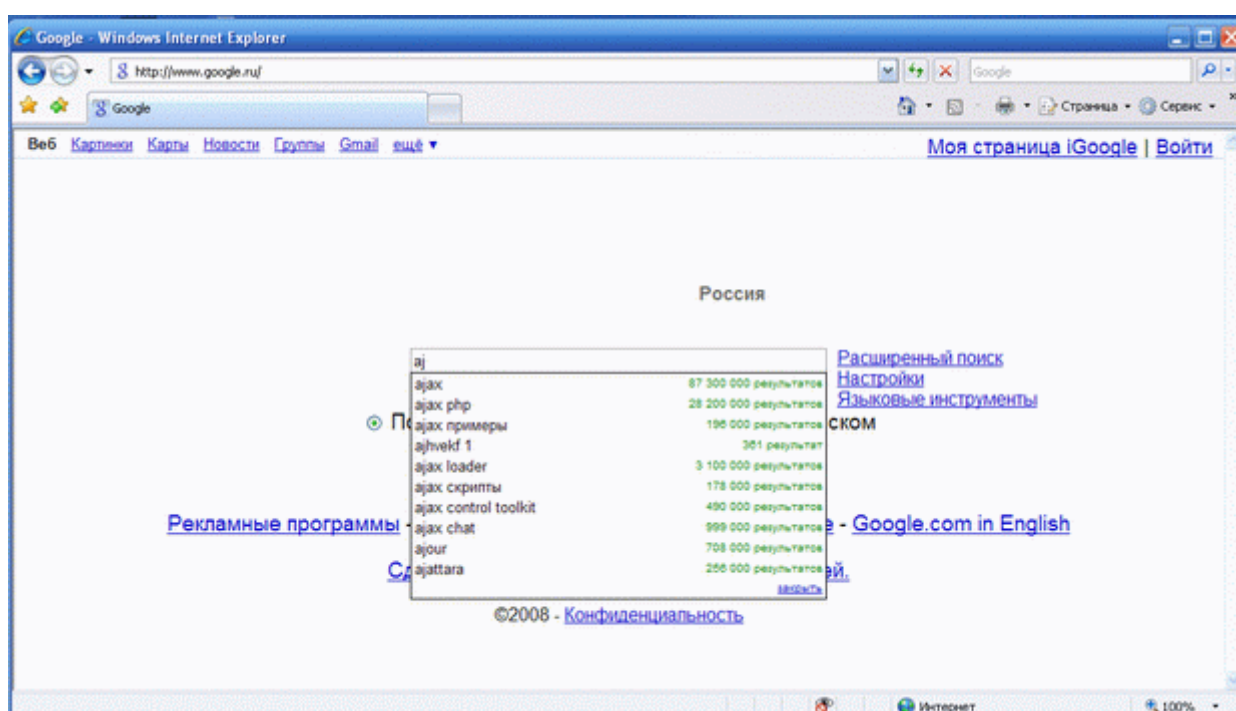 Google - Windows Internet Explorer
http://www.google.ru/
Google
Google
Страница
Сервис
Веб Картинки Карты Новости Группы Gmail ещё ▼
Моя страница iGoogle | Войти
Россия
aj
Расширенный поиск
Настройки
Языковые инструменты
ajax 87 300 000 результатов
ajax php 28 200 000 результатов
ajax примеры 196 000 результатов
ajhvekf 1 361 результат
ajax loader 3 100 000 результатов
ajax скрипты 178 000 результатов
ajax control toolkit 490 000 результатов
ajax chat 999 000 результатов
ajour 708 000 результатов
ajattara 256 000 результатов
закрыть
ском
Рекламные программы - - Google.com in English
ей.
©2008 - Конфиденциальность
Интернет
100%